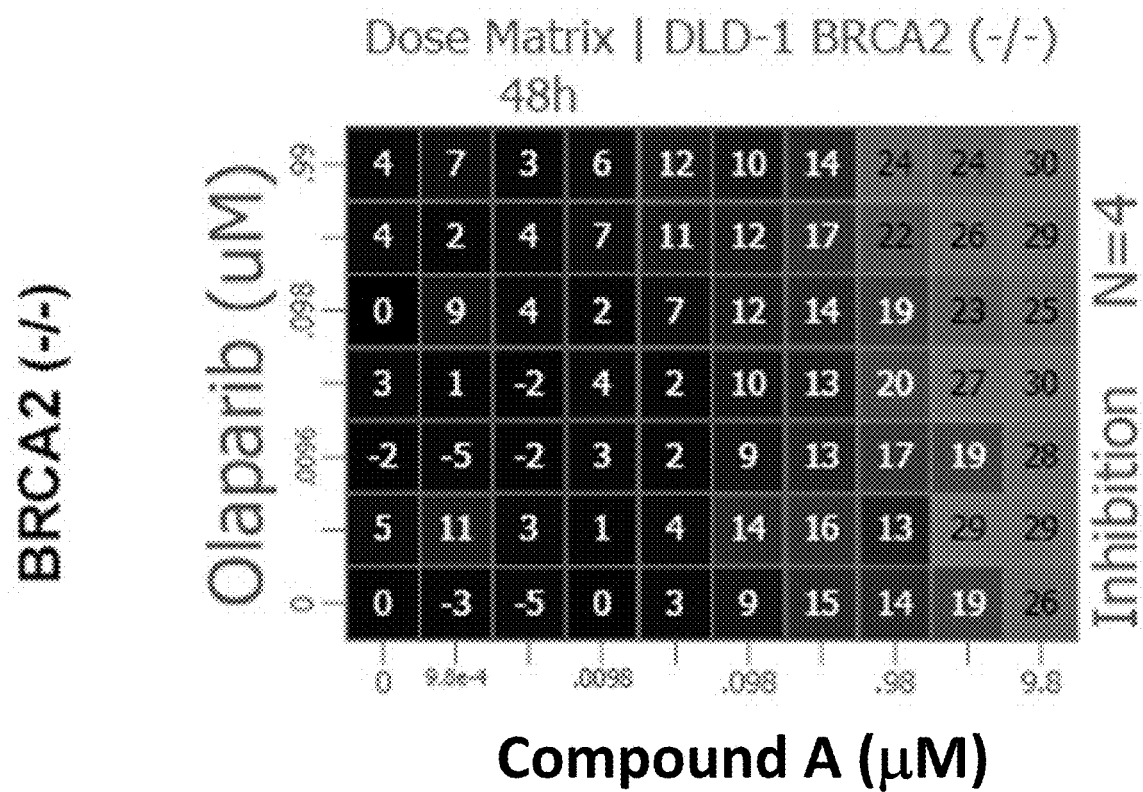 Dose Matrix | DLD-1 BRCA2 (-/-)
48h
BRCA2 (-/-)
Olaparib (uM)
.99 4 7 3 6 12 10 14 24 24 30
4 2 4 7 11 12 17 22 26 29
.098 0 9 4 2 7 12 14 19 23 25
3 1 -2 4 2 10 13 20 27 30
.0096 -2 -5 -2 3 2 9 13 17 19 28
5 11 3 1 4 14 16 13 29 29
0 0 -3 -5 0 3 9 15 14 19 26
0 9.8e-4 .0098 .098 .98 9.8
Inhibition N=4
Compound A (μM)